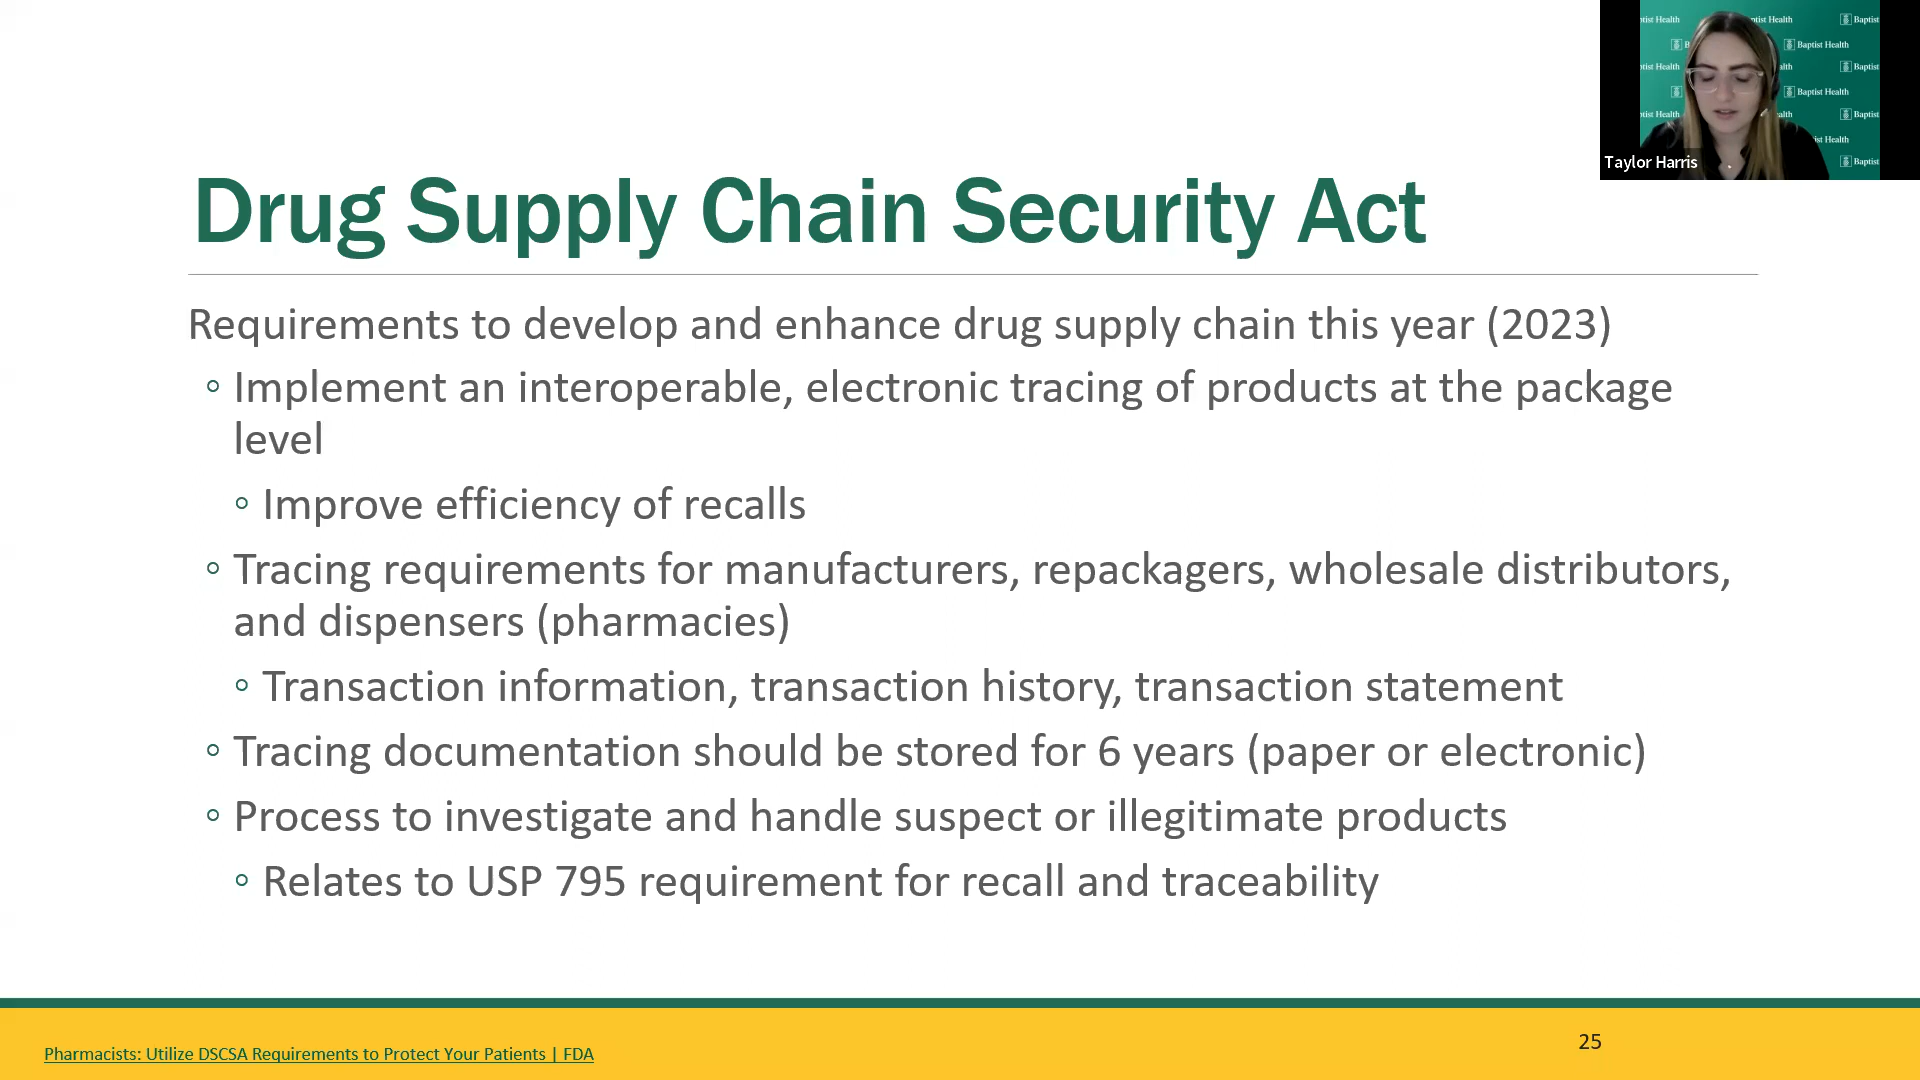 Drug Supply Chain Security Act
Requirements to develop and enhance drug supply chain this year (2023)
◦ Implement an interoperable, electronic tracing of products at the package
level
◦ Improve efficiency of recalls
◦ Tracing requirements for manufacturers, repackagers, wholesale distributors,
and dispensers (pharmacies)
◦ Transaction information, transaction history, transaction statement
◦ Tracing documentation should be stored for 6 years (paper or electronic)
◦ Process to investigate and handle suspect or illegitimate products
◦ Relates to USP 795 requirement for recall and traceability
Pharmacists: Utilize DSCSA Requirements to Protect Your Patients | FDA
25
Baptist Health
Baptist Health
Taylor Harris